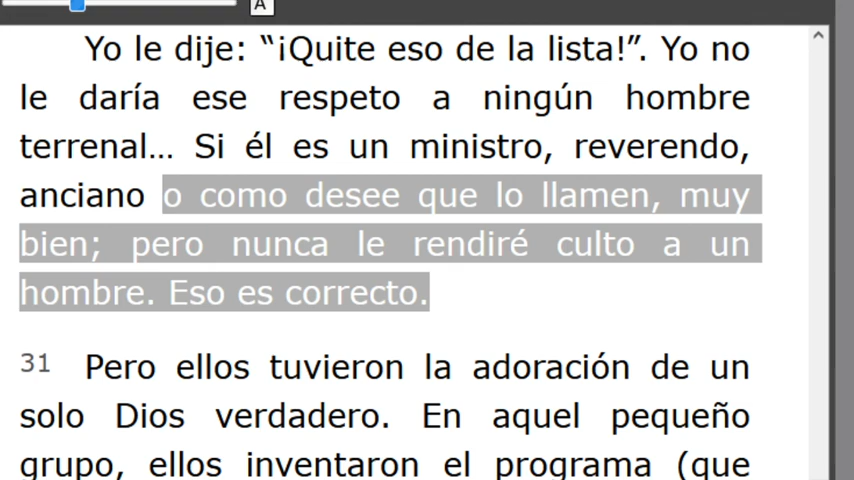 A
Yo le dije: “¡Quite eso de la lista!”. Yo no
le daría ese respeto a ningún hombre
terrenal… Si él es un ministro, reverendo,
anciano o como desee que lo llamen, muy
bien; pero nunca le rendiré culto a un
hombre. Eso es correcto.
31 Pero ellos tuvieron la adoración de un
solo Dios verdadero. En aquel pequeño
grupo, ellos inventaron el programa (que